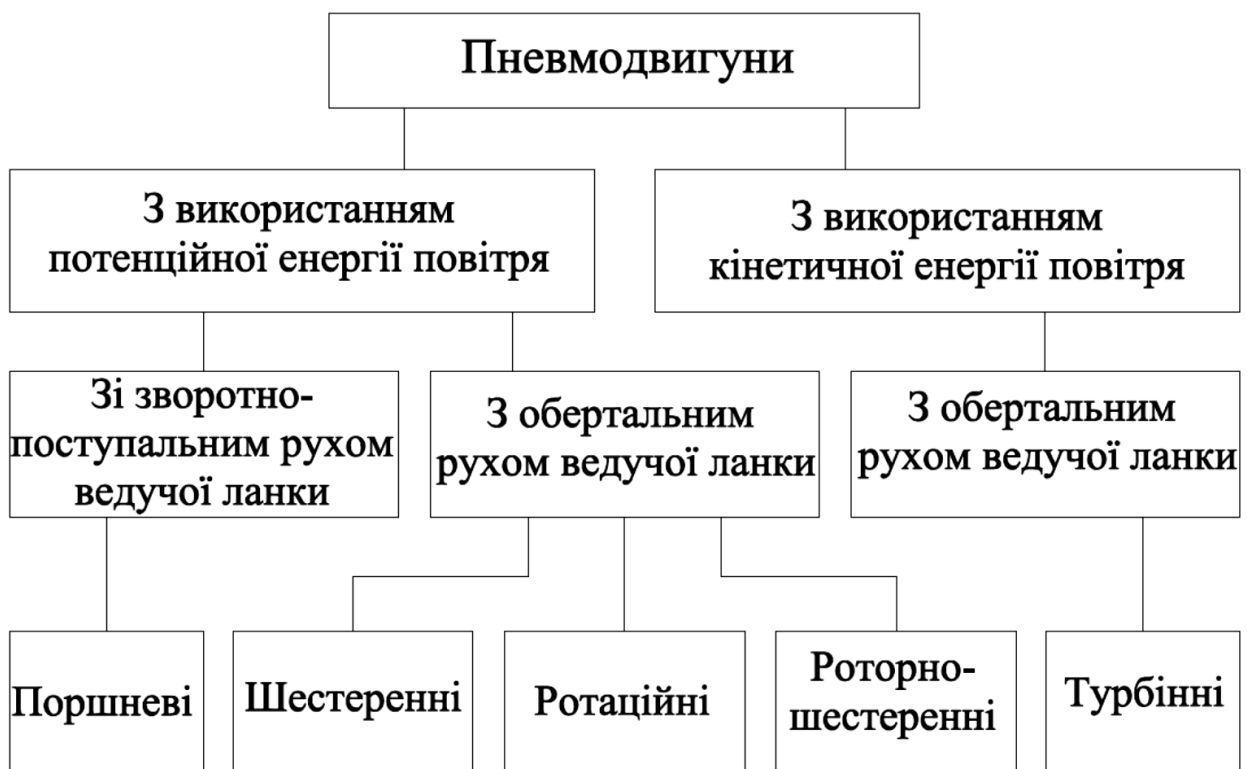 Пневмодвигуни
З використанням
потенційної енергії повітря
З використанням
кінетичної енергії повітря
Зі зворотно-
поступальним рухом
ведучої ланки
З обертальним
рухом ведучої ланки
З обертальним
рухом ведучої ланки
Поршневі
Шестеренні
Ротаційні
Роторно-
шестеренні
Турбінні